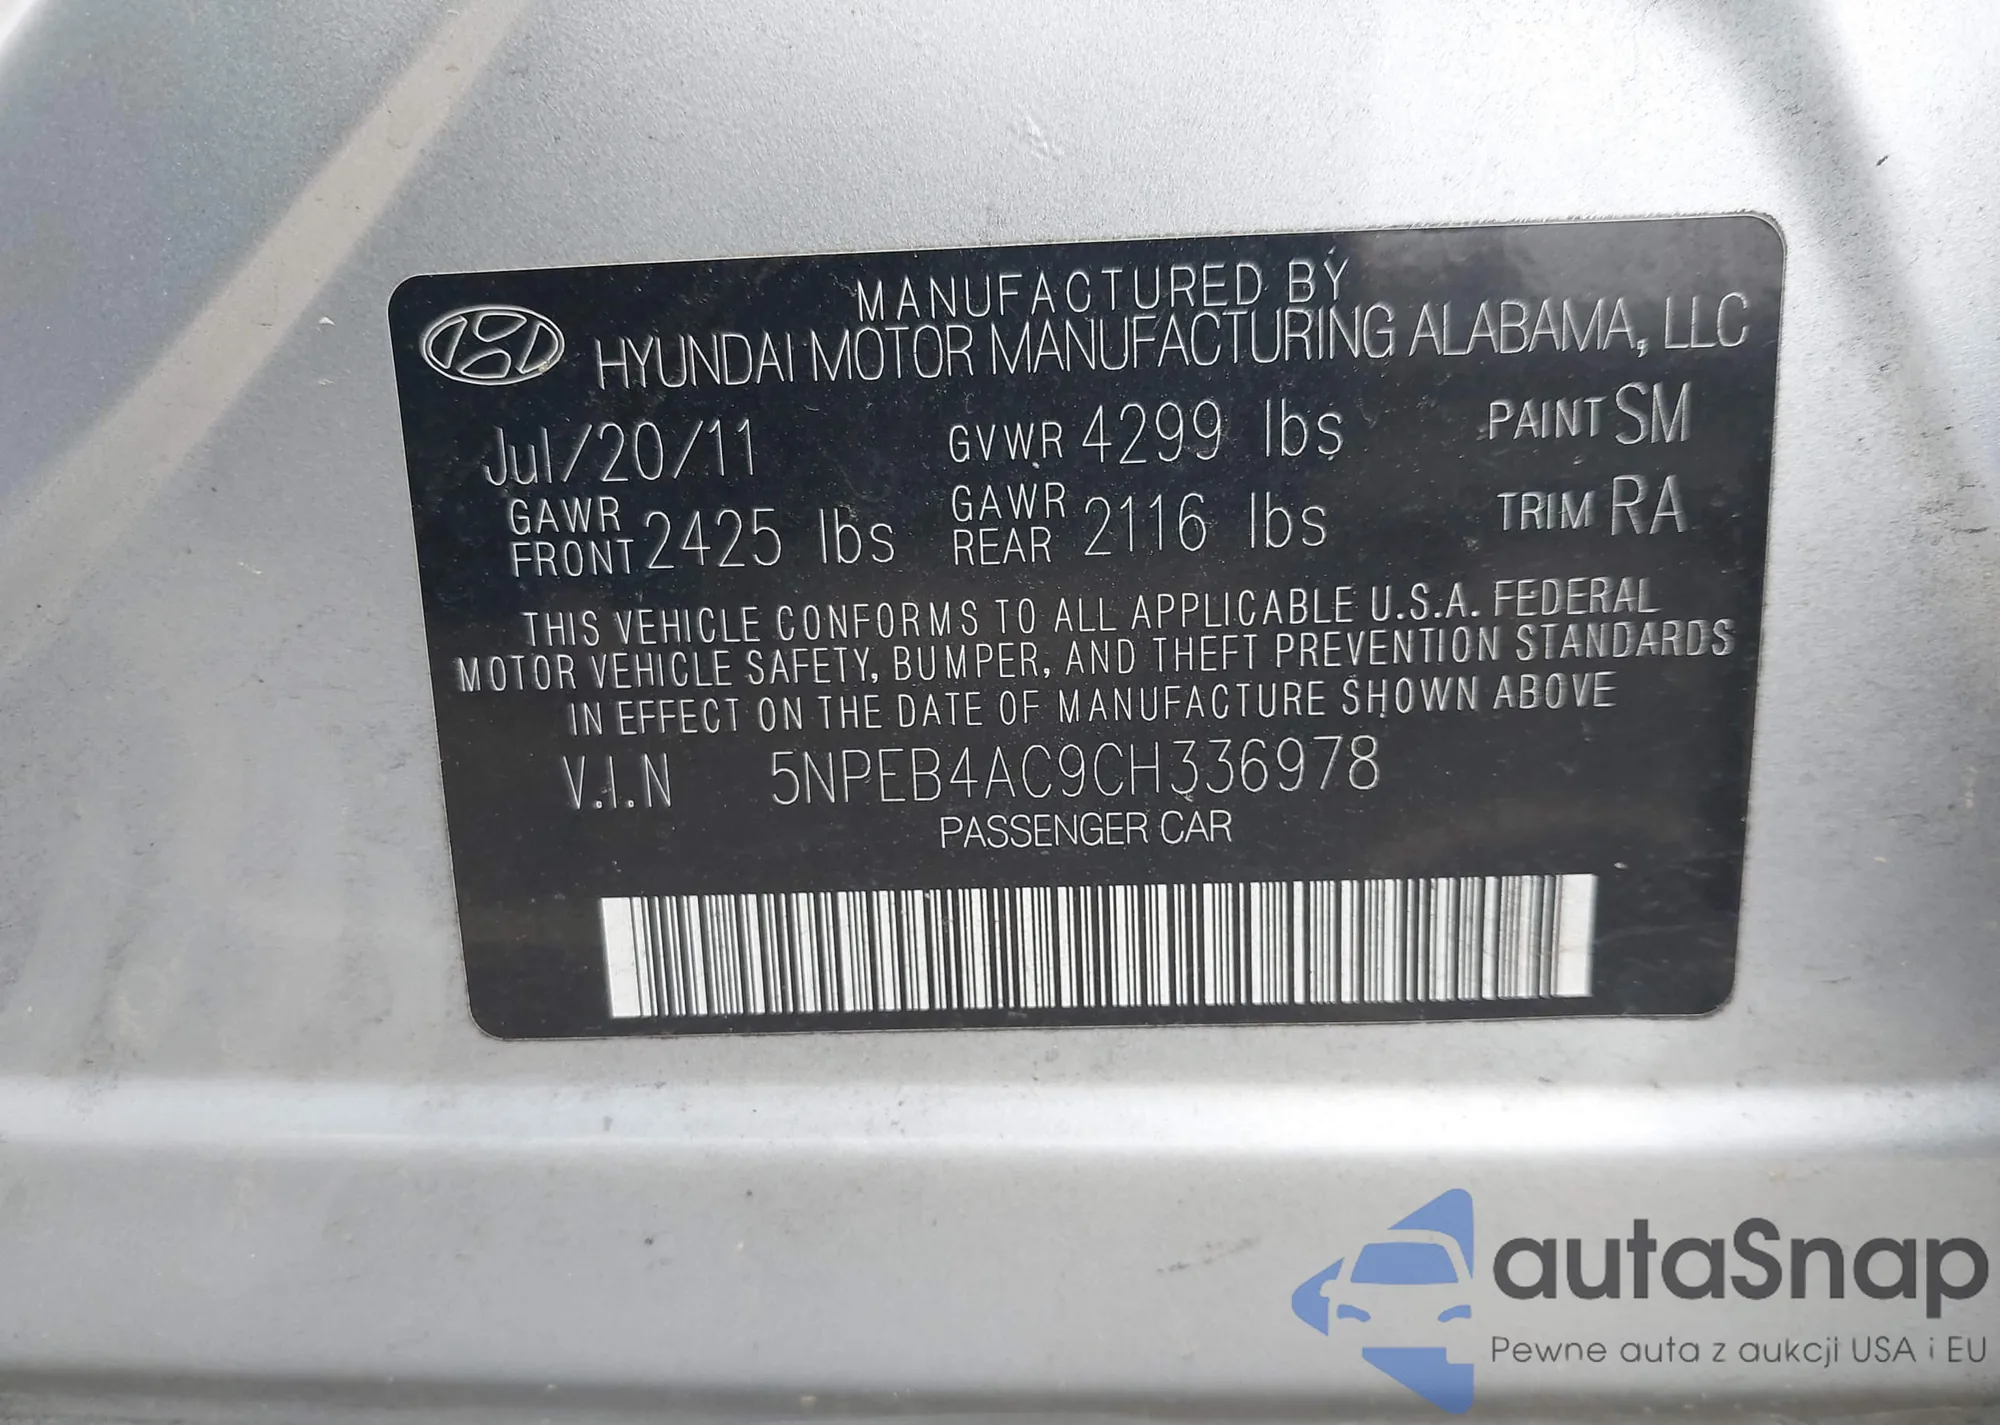 MANUFACTURED BY
HYUNDAI MOTOR MANUFACTURING ALABAMA, LLC
Jul/20/11 GVWR 4299 lbs PAINT SM
GAWR FRONT 2425 lbs GAWR REAR 2116 lbs TRIM RA
THIS VEHICLE CONFORMS TO ALL APPLICABLE U.S.A. FEDERAL
MOTOR VEHICLE SAFETY, BUMPER, AND THEFT PREVENTION STANDARDS
IN EFFECT ON THE DATE OF MANUFACTURE SHOWN ABOVE
V.I.N 5NPEB4AC9CH336978
PASSENGER CAR
autaSnap
Pewne auta z aukcji USA i EU